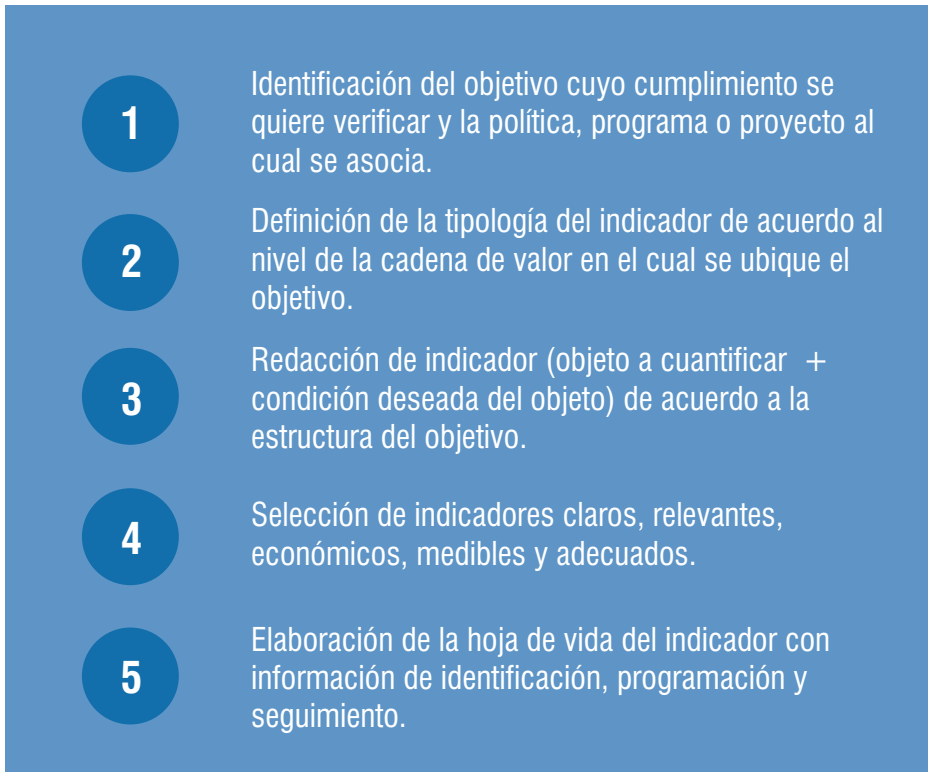 1
Identificación del objetivo cuyo cumplimiento se
quiere verificar y la política, programa o proyecto al
cual se asocia.
2
Definición de la tipología del indicador de acuerdo al
nivel de la cadena de valor en el cual se ubique el
objetivo.
3
Redacción de indicador (objeto a cuantificar +
condición deseada del objeto) de acuerdo a la
estructura del objetivo.
4
Selección de indicadores claros, relevantes,
económicos, medibles y adecuados.
5
Elaboración de la hoja de vida del indicador con
información de identificación, programación y
seguimiento.